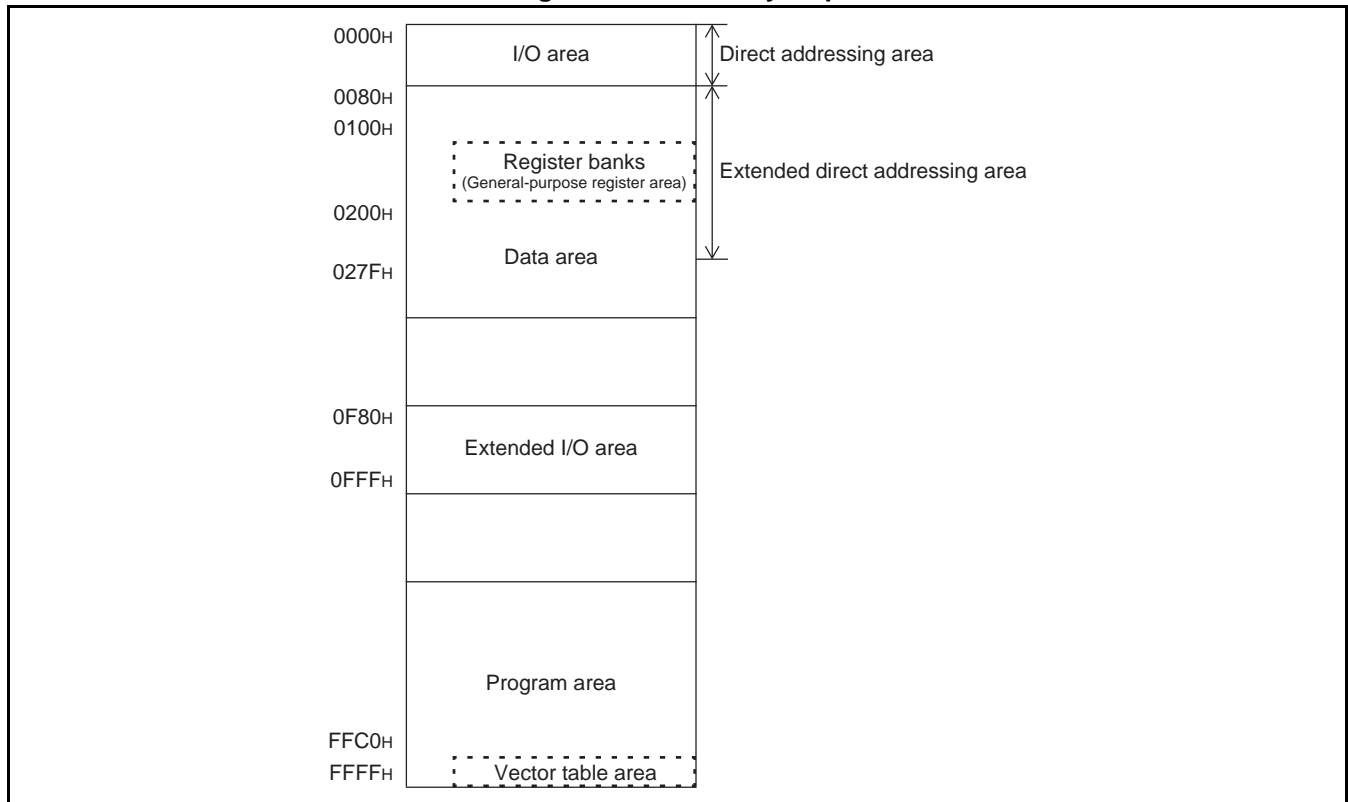 0000H
I/O area
Direct addressing area
0080H
0100H
Register banks
(General-purpose register area)
Extended direct addressing area
0200H
Data area
027FH
0F80H
Extended I/O area
0FFFH
Program area
FFC0H
FFFFH
Vector table area